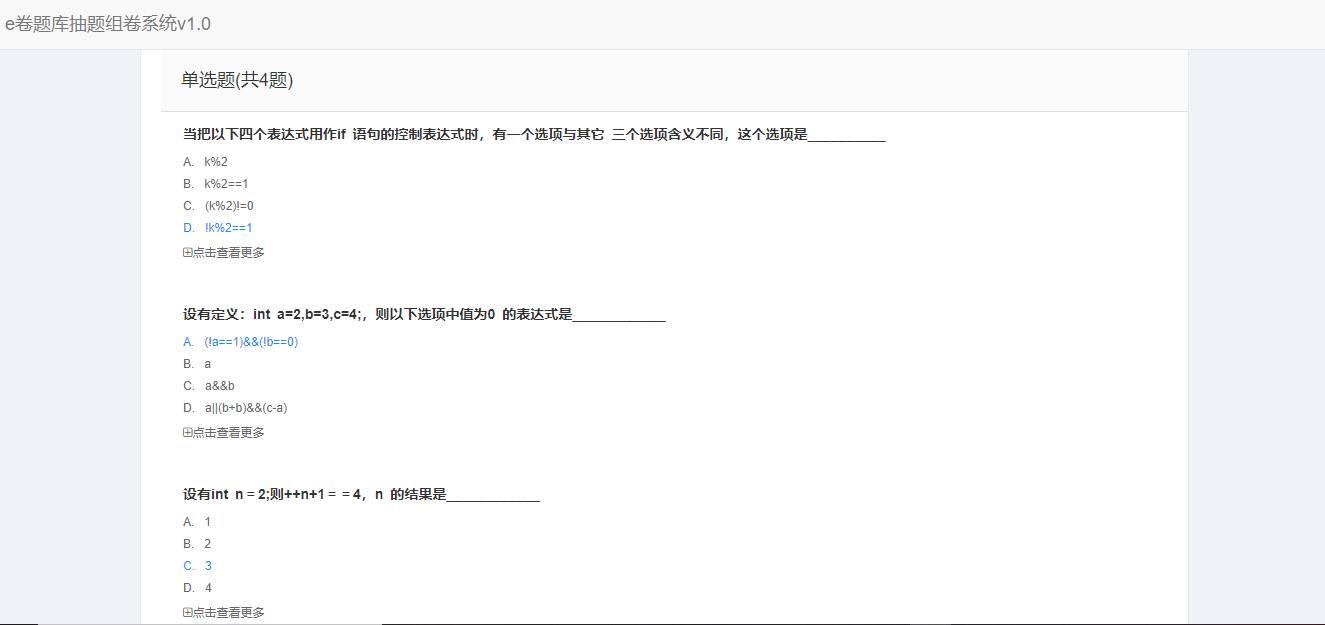 e卷题库抽题组卷系统v1.0
单选题(共4题)
当把以下四个表达式用作if 语句的控制表达式时，有一个选项与其它 三个选项含义不同，这个选项是__________
A. k%2
B. k%2==1
C. (k%2)!=0
D. !k%2==1
点击查看更多
设有定义：int a=2,b=3,c=4;，则以下选项中值为0 的表达式是____________
A. (!a==1)&&(!b==0)
B. a
C. a&&b
D. a||(b+b)&&(c-a)
点击查看更多
设有int n＝2;则++n+1＝＝4，n 的结果是____________
A. 1
B. 2
C. 3
D. 4
点击查看更多